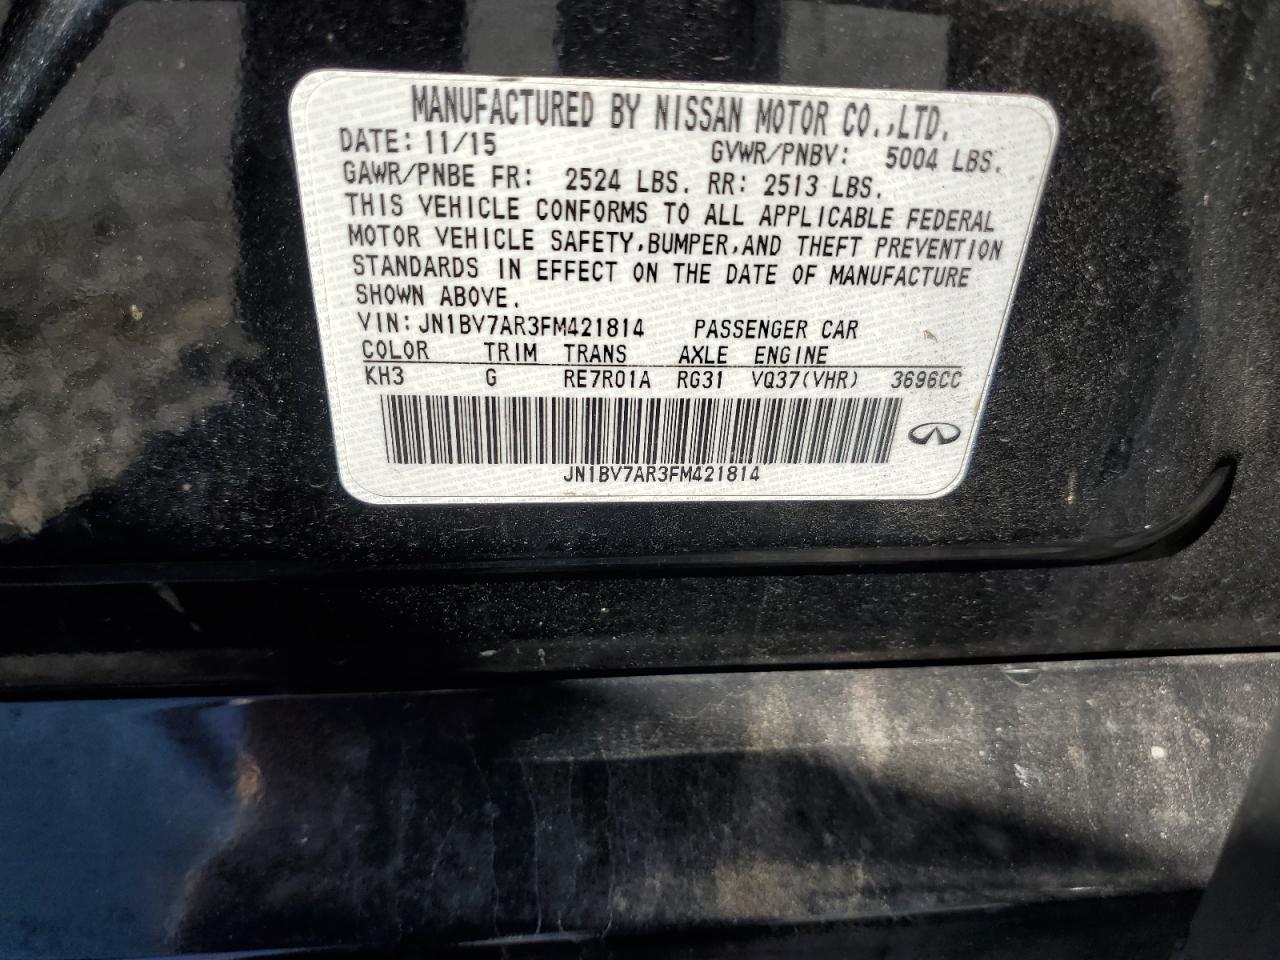 MANUFACTURED BY NISSAN MOTOR CO.,LTD.
DATE: 11/15 GVWR/PNBV: 5004 LBS.
GAWR/PNBE FR: 2524 LBS. RR: 2513 LBS.
THIS VEHICLE CONFORMS TO ALL APPLICABLE FEDERAL
MOTOR VEHICLE SAFETY,BUMPER,AND THEFT PREVENTION
STANDARDS IN EFFECT ON THE DATE OF MANUFACTURE
SHOWN ABOVE.
VIN: JN1BV7AR3FM421814 PASSENGER CAR
COLOR TRIM TRANS AXLE ENGINE
KH3 G RE7R01A RG31 VQ37(VHR) 3696CC
JN1BV7AR3FM421814